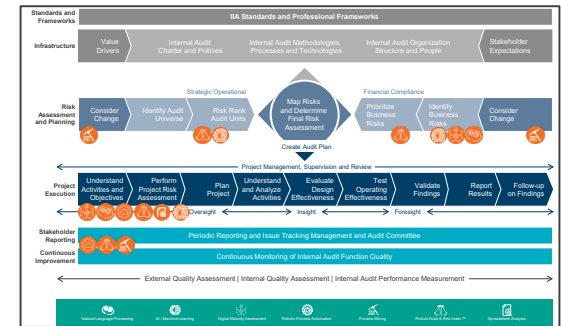 Standards and
Frameworks
IIA Standards and Professional Frameworks
Infrastructure
Value
Drivers
Internal Audit
Charter and Policies
Internal Audit Methodologies,
Processes and Technologies
Internal Audit Organization
Structure and People
Stakeholder
Expectations
Strategic Operational
Financial Compliance
Risk
Assessment
and Planning
Consider
Change
Identify Audit
Universe
Risk Rank
Audit Units
Map Risks
and Determine
Final Risk
Assessment
Prioritize
Business
Risks
Identify
Business
Risks
Consider
Change
Create Audit Plan
Project Management, Supervision and Review
Project
Execution
Understand
Activities and
Objectives
Perform
Project Risk
Assessment
Plan
Project
Understand
and Analyze
Activities
Evaluate
Design
Effectiveness
Test
Operating
Effectiveness
Validate
Findings
Report
Results
Follow-up
on Findings
Oversight
Insight
Foresight
Stakeholder
Reporting
Periodic Reporting and Issue Tracking Management and Audit Committee
Continuous
Improvement
Continuous Monitoring of Internal Audit Function Quality
External Quality Assessment | Internal Quality Assessment | Internal Audit Performance Measurement
Natural Language Processing
AI / Machine Learning
Digital Maturity Assessment
Robotic Process Automation
Process Mining
Protiviti Audit & Risk Index ™
Spreadsheet Analysis